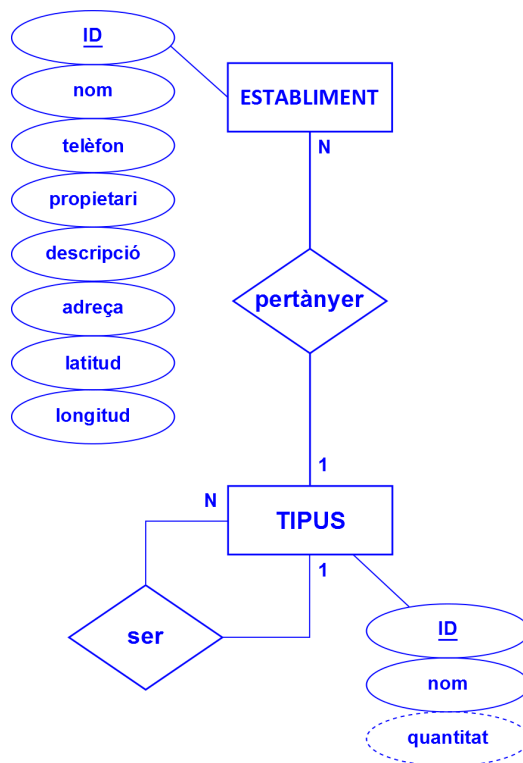 ID
nom
telèfon
propietari
descripció
adreça
latitud
longitud
ESTABLIMENT
N
pertànyer
1
TIPUS
N
1
ser
ID
nom
quantitat